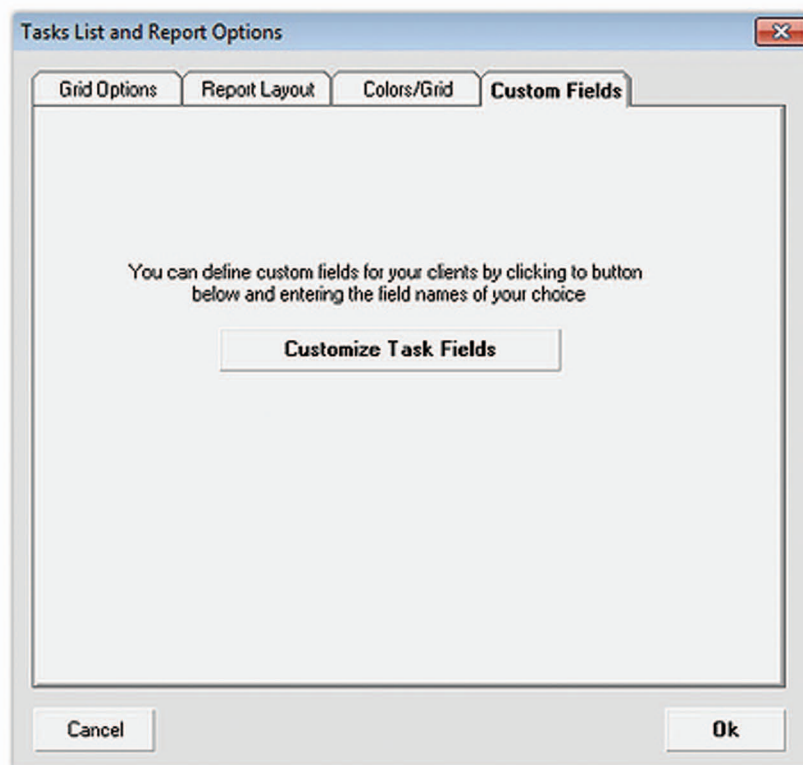 Tasks List and Report Options
Grid Options Report Layout Colors/Grid Custom Fields
You can define custom fields for your clients by clicking to button
below and entering the field names of your choice
Customize Task Fields
Cancel Ok